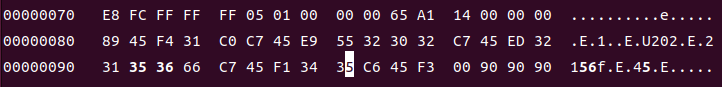 00000070 E8 FC FF FF FF 05 01 00 00 00 65 A1 14 00 00 00 ..........e.....
00000080 89 45 F4 31 C0 C7 45 E9 55 32 30 32 C7 45 ED 32 .E.1..E.U202.E.2
00000090 31 35 36 66 C7 45 F1 34 35 C6 45 F3 00 90 90 90 156f.E.45.E.....